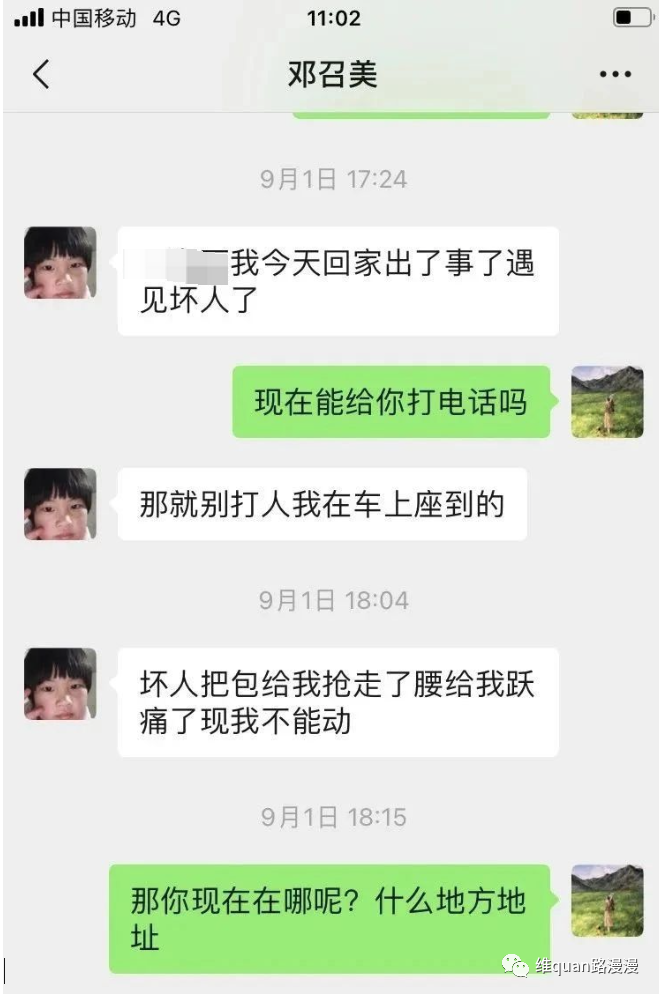 中国移动 4G 11:02
邓召美
9月1日 17:24
我今天回家出了事了遇
见坏人了
现在能给你打电话吗
那就别打人我在车上座到的
9月1日 18:04
坏人把包给我抢走了腰给我跃
痛了现我不能动
9月1日 18:15
那你现在在哪呢？什么地方地
址
维quan路漫漫